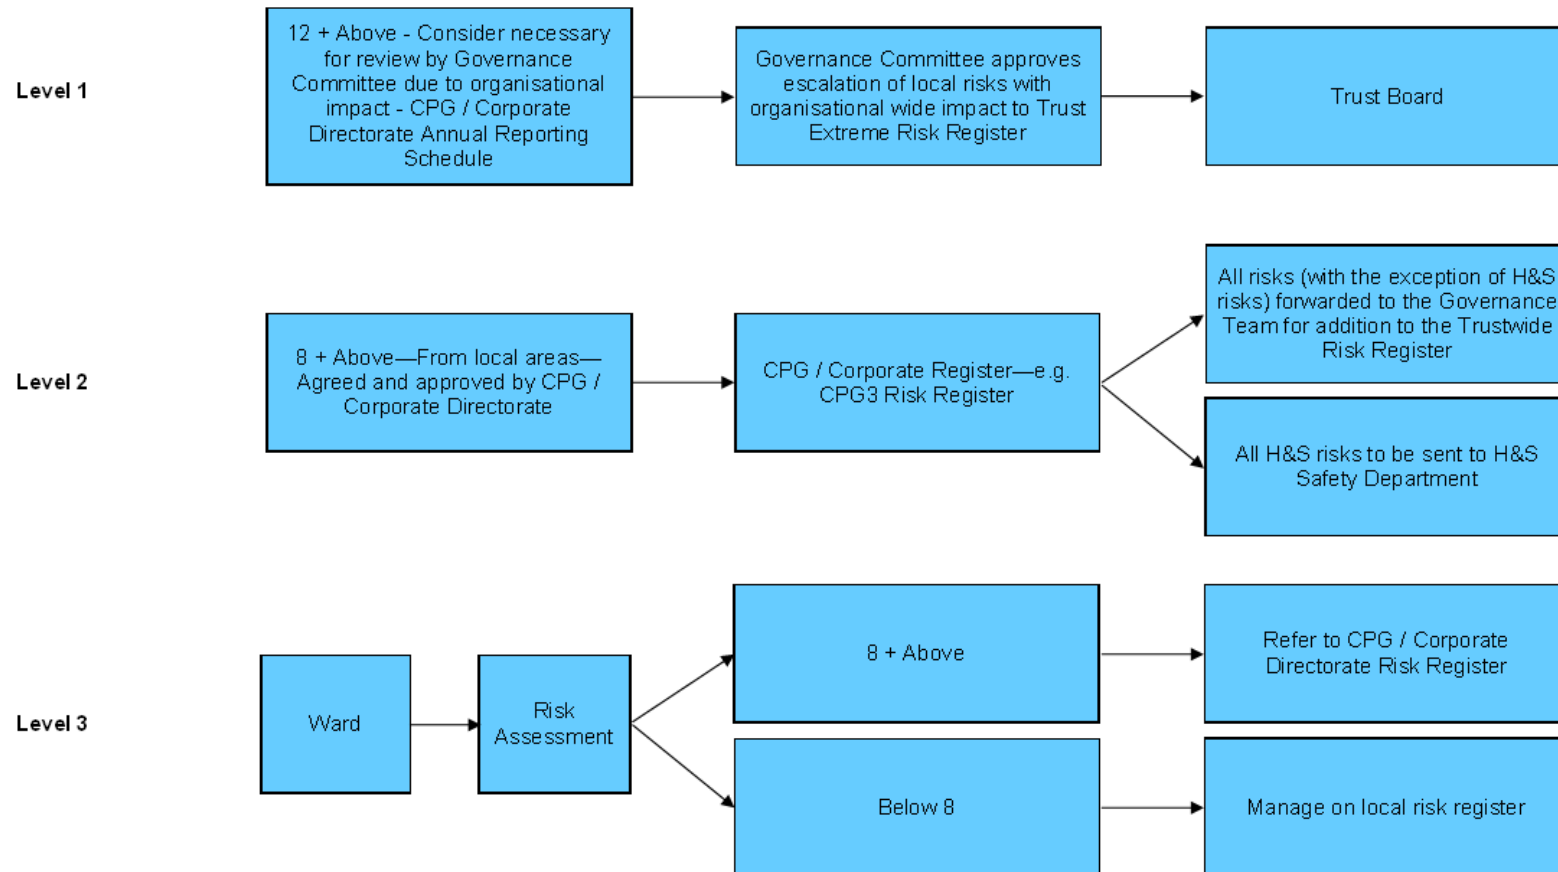 Level 1
12 + Above - Consider necessary
for review by Governance
Committee due to organisational
impact - CPG / Corporate
Directorate Annual Reporting
Schedule
Governance Committee approves
escalation of local risks with
organisational wide impact to Trust
Extreme Risk Register
Trust Board
Level 2
8 + Above—From local areas—
Agreed and approved by CPG /
Corporate Directorate
CPG / Corporate Register—e.g.
CPG3 Risk Register
All risks (with the exception of H&S
risks) forwarded to the Governance
Team for addition to the Trustwide
Risk Register
All H&S risks to be sent to H&S
Safety Department
Level 3
Ward
Risk
Assessment
8 + Above
Refer to CPG / Corporate
Directorate Risk Register
Below 8
Manage on local risk register